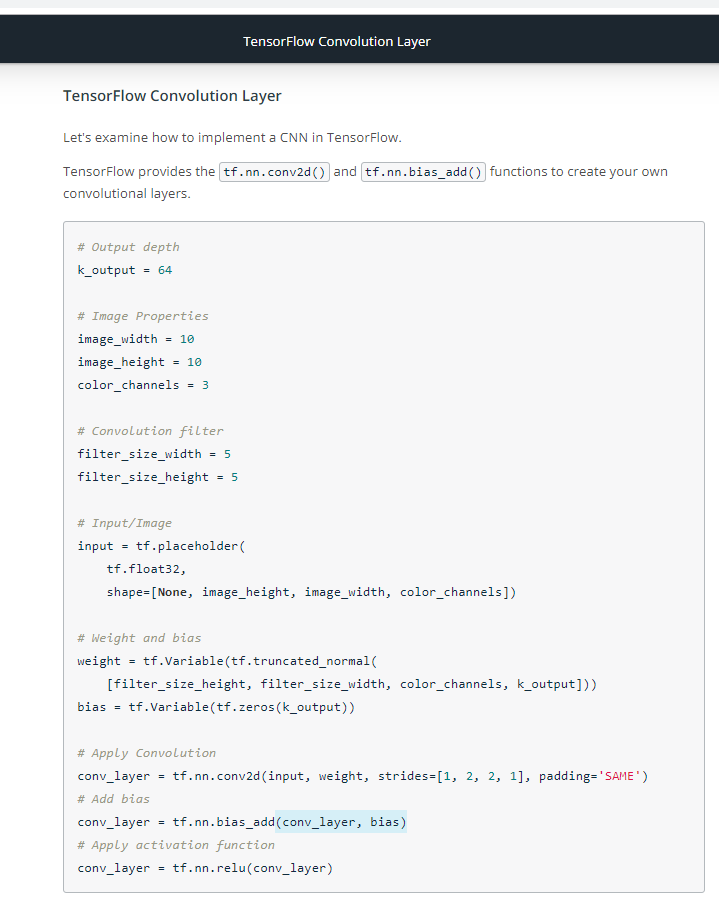 TensorFlow Convolution Layer
TensorFlow Convolution Layer
Let's examine how to implement a CNN in TensorFlow.
TensorFlow provides the tf.nn.conv2d() and tf.nn.bias_add() functions to create your own
convolutional layers.
# Output depth
k_output = 64
# Image Properties
image_width = 10
image_height = 10
color_channels = 3
# Convolution filter
filter_size_width = 5
filter_size_height = 5
# Input/Image
input = tf.placeholder(
    tf.float32,
    shape=[None, image_height, image_width, color_channels])
# Weight and bias
weight = tf.Variable(tf.truncated_normal(
    [filter_size_height, filter_size_width, color_channels, k_output]))
bias = tf.Variable(tf.zeros(k_output))
# Apply Convolution
conv_layer = tf.nn.conv2d(input, weight, strides=[1, 2, 2, 1], padding='SAME')
# Add bias
conv_layer = tf.nn.bias_add(conv_layer, bias)
# Apply activation function
conv_layer = tf.nn.relu(conv_layer)